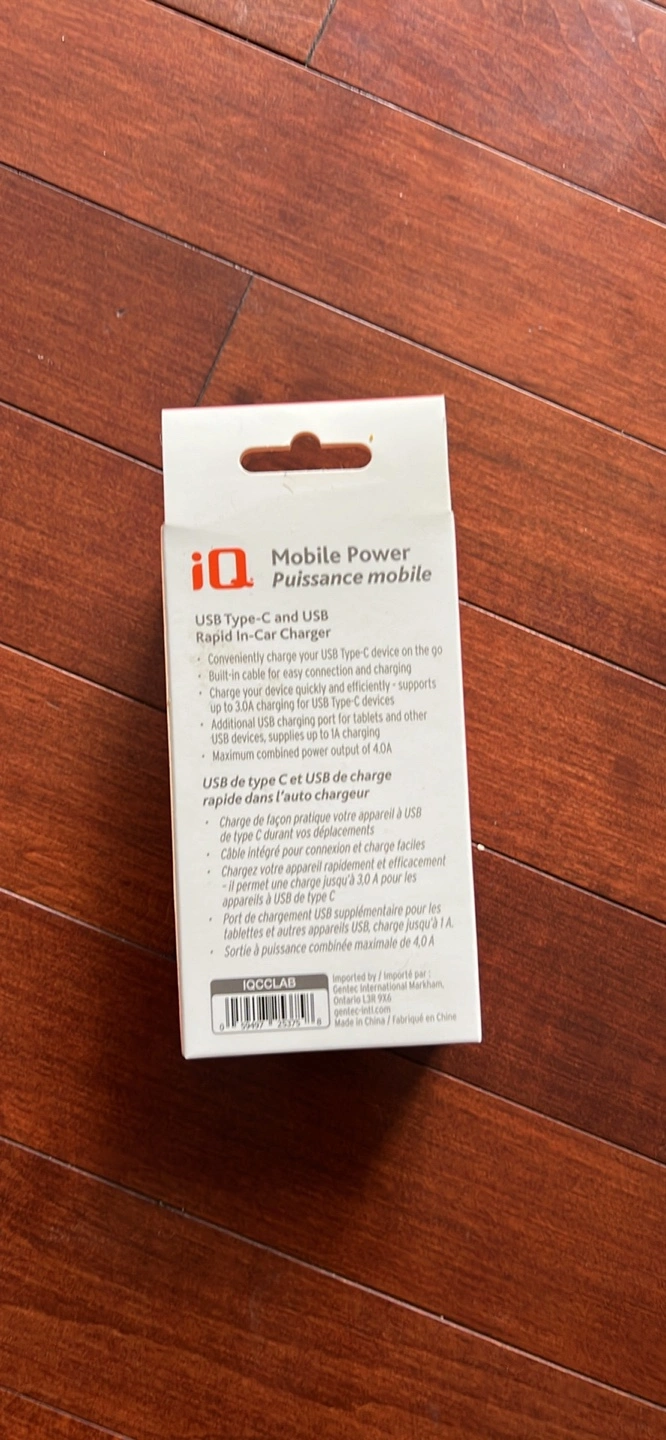 iQ
Mobile Power
Puissance mobile
USB Type-C and USB
Rapid In-Car Charger
· Conveniently charge your USB Type-C device on the go
· Built-in cable for easy connection and charging
· Charge your device quickly and efficiently - supports
up to 3.0A charging for USB Type-C devices
· Additional USB charging port for tablets and other
USB devices, supplies up to 1A charging
· Maximum combined power output of 4.0A
USB de type C et USB de charge
rapide dans l'auto chargeur
· Charge de façon pratique votre appareil à USB
de type C durant vos déplacements
· Câble intégré pour connexion et charge faciles
· Chargez votre appareil rapidement et efficacement
- il permet une charge jusqu'à 3,0 A pour les
appareils à USB de type C
· Port de chargement USB supplémentaire pour les
tablettes et autres appareils USB, charge jusqu'à 1 A.
· Sortie à puissance combinée maximale de 4,0 A
IQCCLAB
0 59497 25375 8
Imported by / Importé par :
Gentec International Markham,
Ontario L3R 9X6
gentec-intl.com
Made in China / Fabriqué en Chine